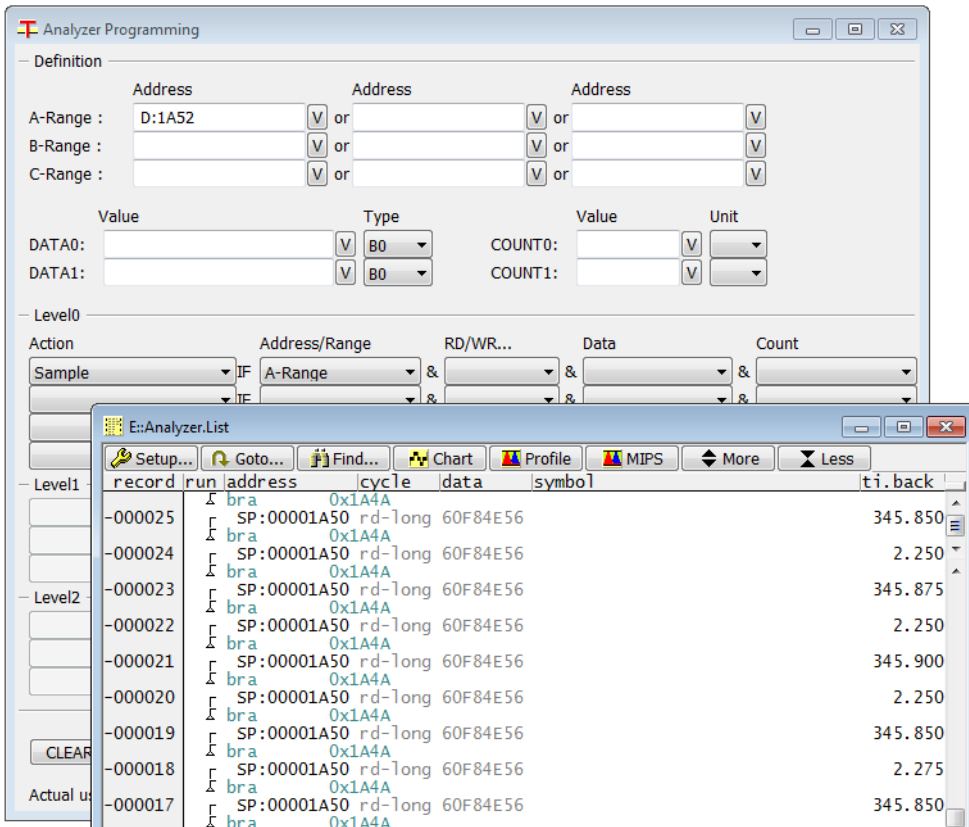 Analyzer Programming
Definition
Address Address Address
A-Range : D:1A52 V or V or V
B-Range : V or V or V
C-Range : V or V or V
Value Type Value Unit
DATA0: V B0 COUNT0: V
DATA1: V B0 COUNT1: V
Level0
Action Address/Range RD/WR... Data Count
Sample IF A-Range & & &
IF & & &
E::Analyzer.List
Setup... Goto... Find... Chart Profile MIPS More Less
Level1 record run address cycle data symbol ti.back
bra 0x1A4A
-000025 SP:00001A50 rd-long 60F84E56 345.850
bra 0x1A4A
-000024 SP:00001A50 rd-long 60F84E56 2.250
bra 0x1A4A
Level2 -000023 SP:00001A50 rd-long 60F84E56 345.875
bra 0x1A4A
-000022 SP:00001A50 rd-long 60F84E56 2.250
bra 0x1A4A
-000021 SP:00001A50 rd-long 60F84E56 345.900
bra 0x1A4A
-000020 SP:00001A50 rd-long 60F84E56 2.250
bra 0x1A4A
-000019 SP:00001A50 rd-long 60F84E56 345.850
CLEAR bra 0x1A4A
-000018 SP:00001A50 rd-long 60F84E56 2.275
bra 0x1A4A
Actual -000017 SP:00001A50 rd-long 60F84E56 345.850
bra 0x1A4A